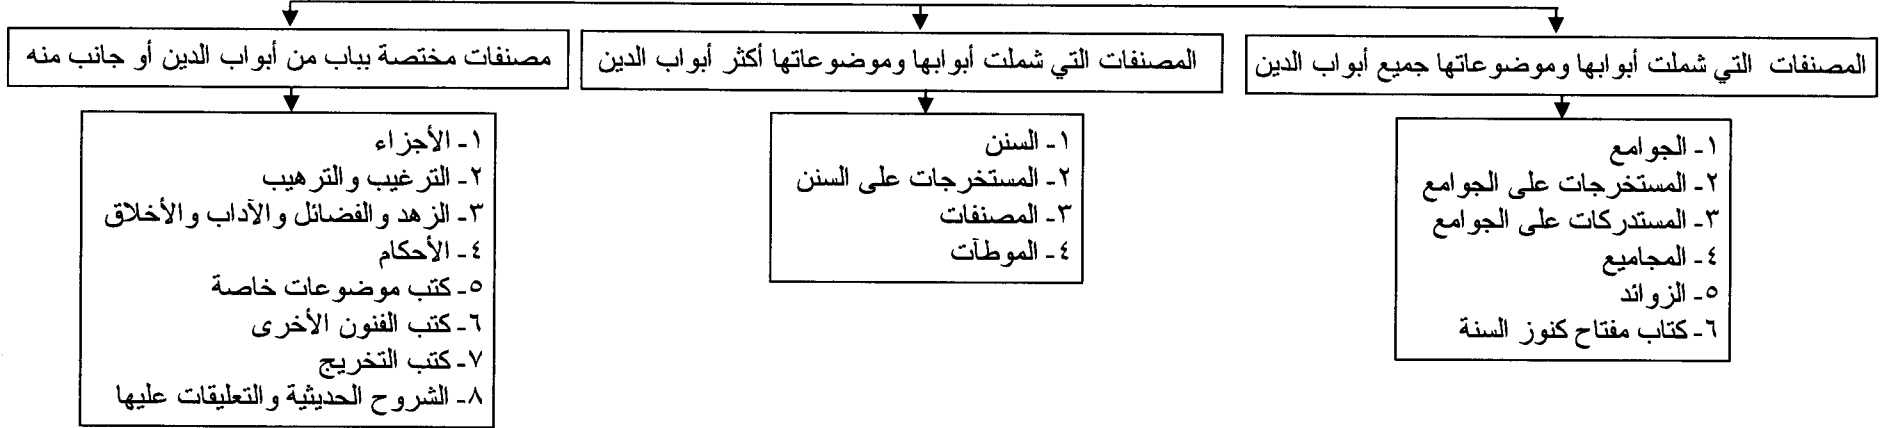 المصنفات التي شملت أبوابها وموضوعاتها جميع أبواب الدين
١- الجوامع
٢- المستخرجات على الجوامع
٣- المستدركات على الجوامع
٤- المجاميع
٥- الزوائد
٦- كتاب مفتاح كنوز السنة
المصنفات التي شملت أبوابها وموضوعاتها أكثر أبواب الدين
١- السنن
٢- المستخرجات على السنن
٣- المصنفات
٤- الموطآت
مصنفات مختصة بباب من أبواب الدين أو جانب منه
١- الأجزاء
٢- الترغيب والترهيب
٣- الزهد والفضائل والآداب والأخلاق
٤- الأحكام
٥- كتب موضوعات خاصة
٦- كتب الفنون الأخرى
٧- كتب التخريج
٨- الشروح الحديثية والتعليقات عليها